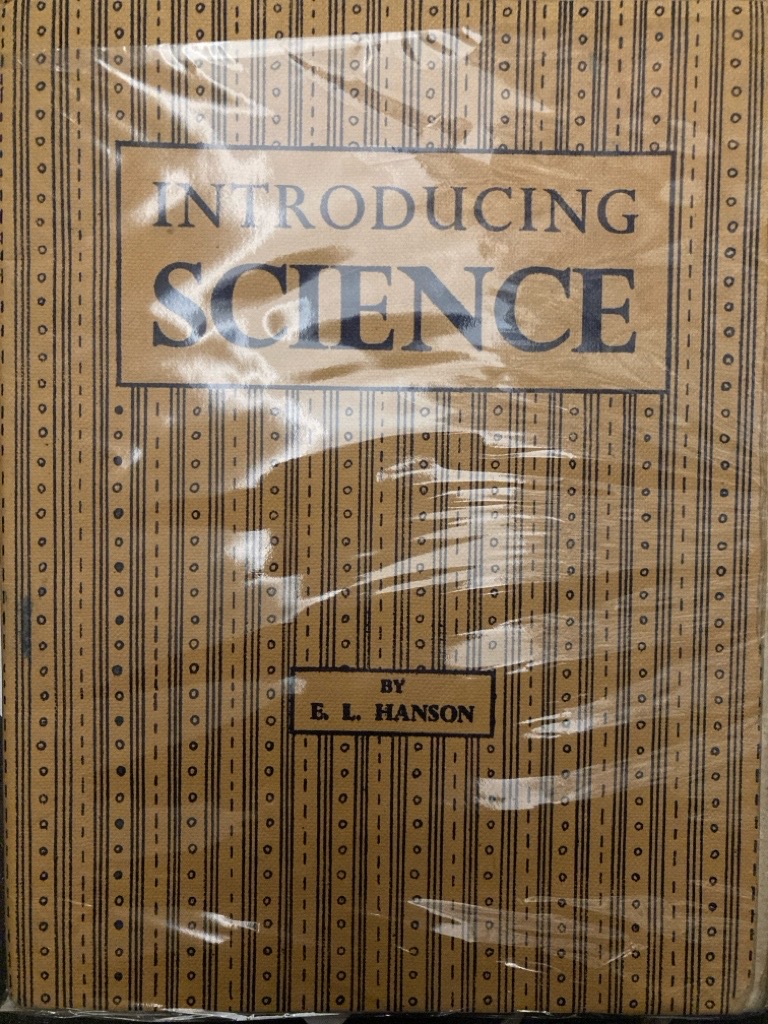 INTRODUCING
SCIENCE
BY
E. L. HANSON